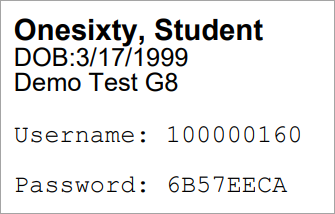 Onesixty, Student
DOB:3/17/1999
Demo Test G8
Username: 100000160
Password: 6B57EECA